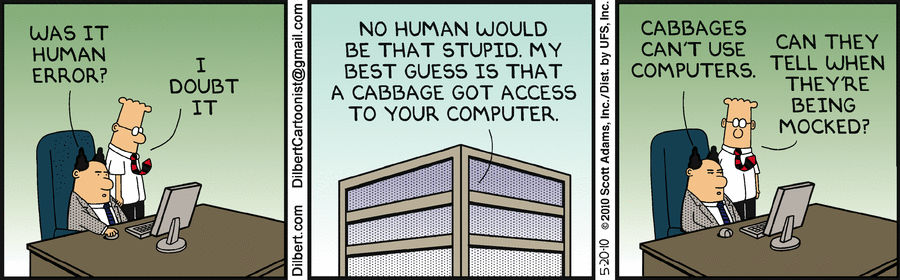 WAS IT
HUMAN
ERROR?
I
DOUBT
IT
Dilbert.com DilbertCartoonist@gmail.com
NO HUMAN WOULD
BE THAT STUPID. MY
BEST GUESS IS THAT
A CABBAGE GOT ACCESS
TO YOUR COMPUTER.
5-20-10 © 2010 Scott Adams, Inc./Dist. by UFS, Inc.
CABBAGES
CAN'T USE
COMPUTERS.
CAN THEY
TELL WHEN
THEY'RE
BEING
MOCKED?